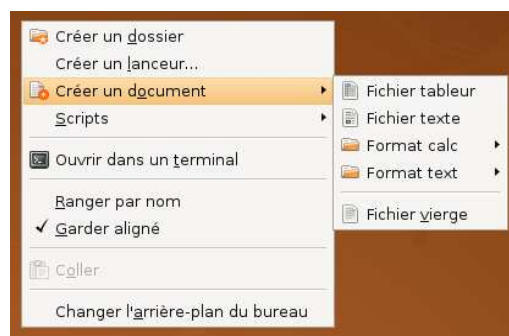 Créer un dossier
Créer un lanceur...
Créer un document
Scripts
Ouvrir dans un terminal
Ranger par nom
Garder aligné
Coller
Changer l'arrière-plan du bureau
Fichier tableur
Fichier texte
Format calc
Format text
Fichier vierge